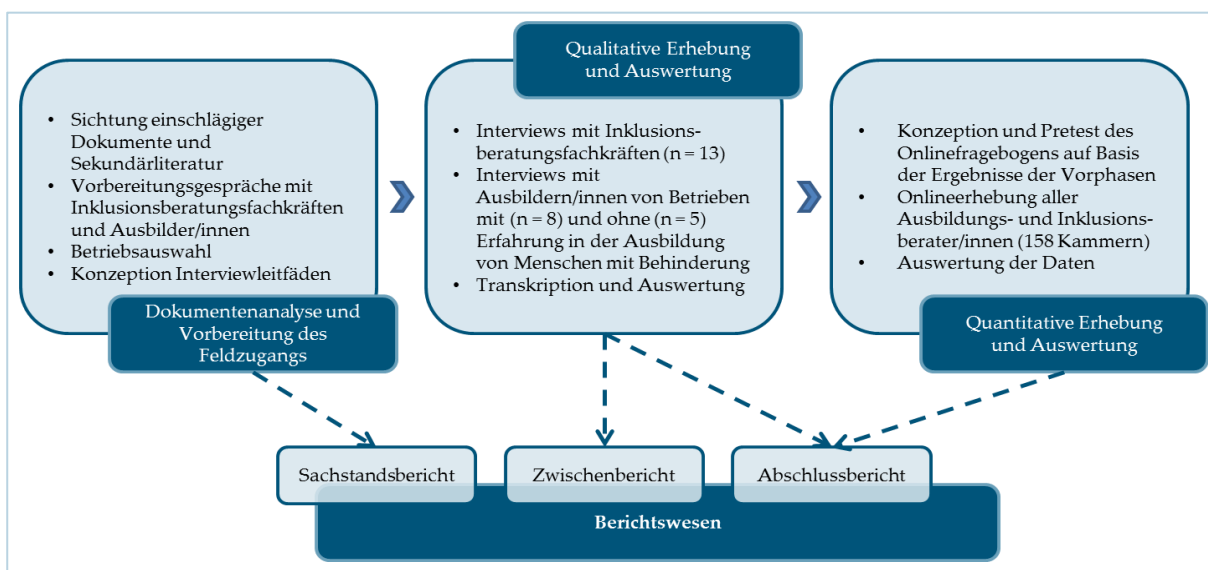 • Sichtung einschlägiger
Dokumente und
Sekundärliteratur
• Vorbereitungsgespräche mit
Inklusionsberatungsfachkräften
und Ausbilder/innen
• Betriebsauswahl
• Konzeption Interviewleitfäden
Dokumentenanalyse und
Vorbereitung des
Feldzugangs
Qualitative Erhebung
und Auswertung
• Interviews mit Inklusions-
beratungsfachkräften (n = 13)
• Interviews mit
Ausbildern/innen von Betrieben
mit (n = 8) und ohne (n = 5)
Erfahrung in der Ausbildung
von Menschen mit Behinderung
• Transkription und Auswertung
• Konzeption und Pretest des
Onlinefragebogens auf Basis
der Ergebnisse der Vorphasen
• Onlineerhebung aller
Ausbildungs- und Inklusions-
berater/innen (158 Kammern)
• Auswertung der Daten
Quantitative Erhebung
und Auswertung
Sachstandsbericht
Zwischenbericht
Abschlussbericht
Berichtswesen